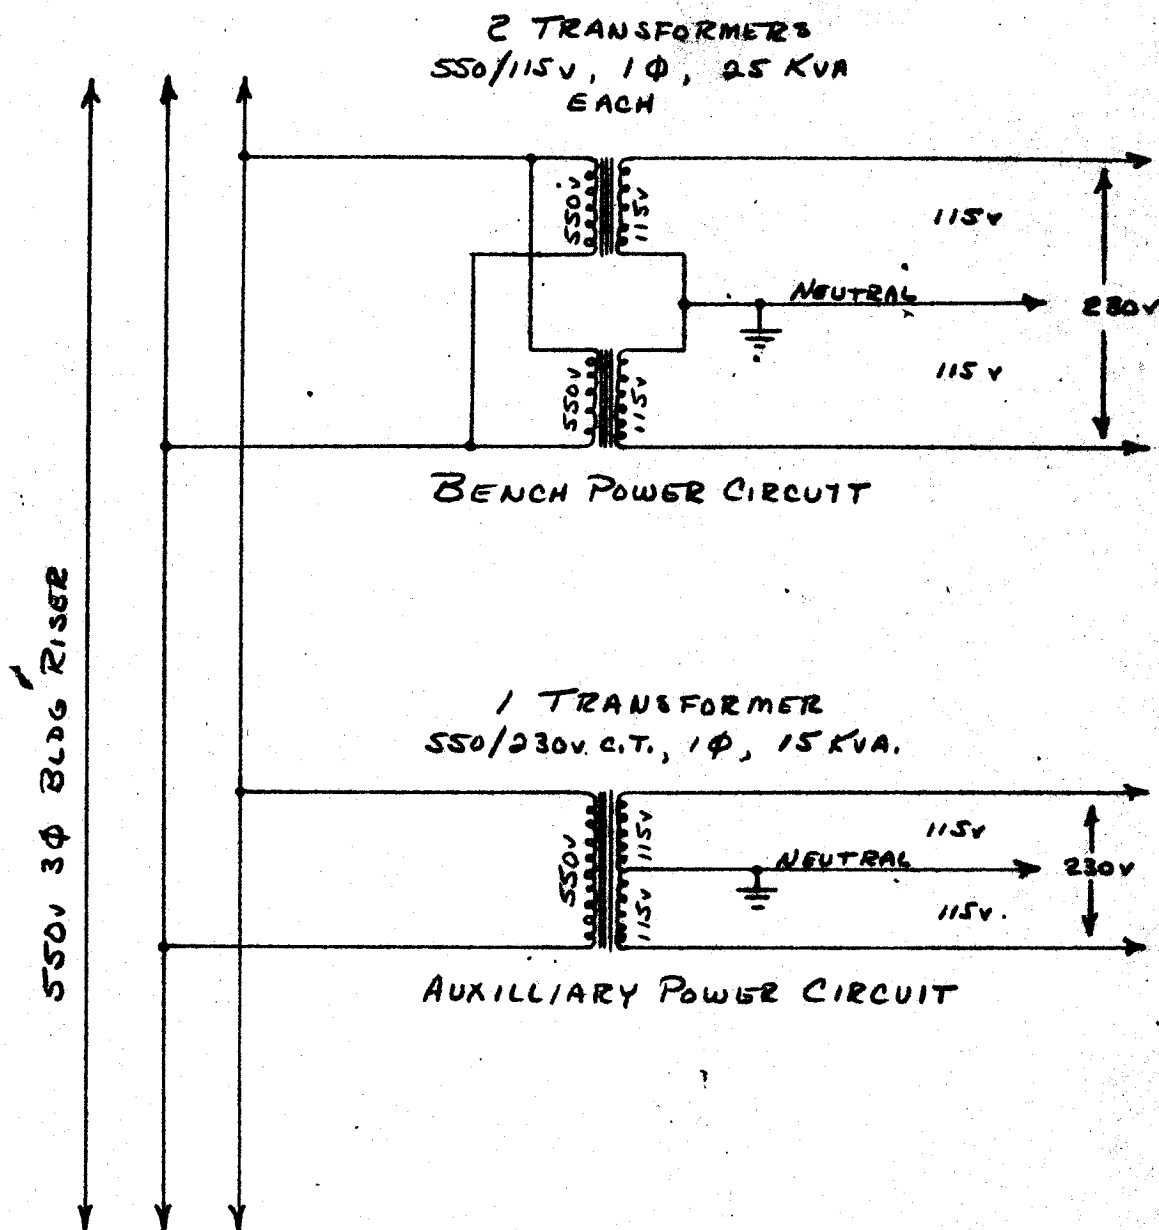 2 TRANSFORMERS
550/115V, 1Φ, 25 KVA
EACH
550V
115V
115V
NEUTRAL
230V
550V
115V
115V
BENCH POWER CIRCUIT
550V 3Φ BLDG RISER
1 TRANSFORMER
550/230V. C.T., 1Φ, 15 KVA.
550V
115V
115V
115V
NEUTRAL
230V
115V.
AUXILLIARY POWER CIRCUIT